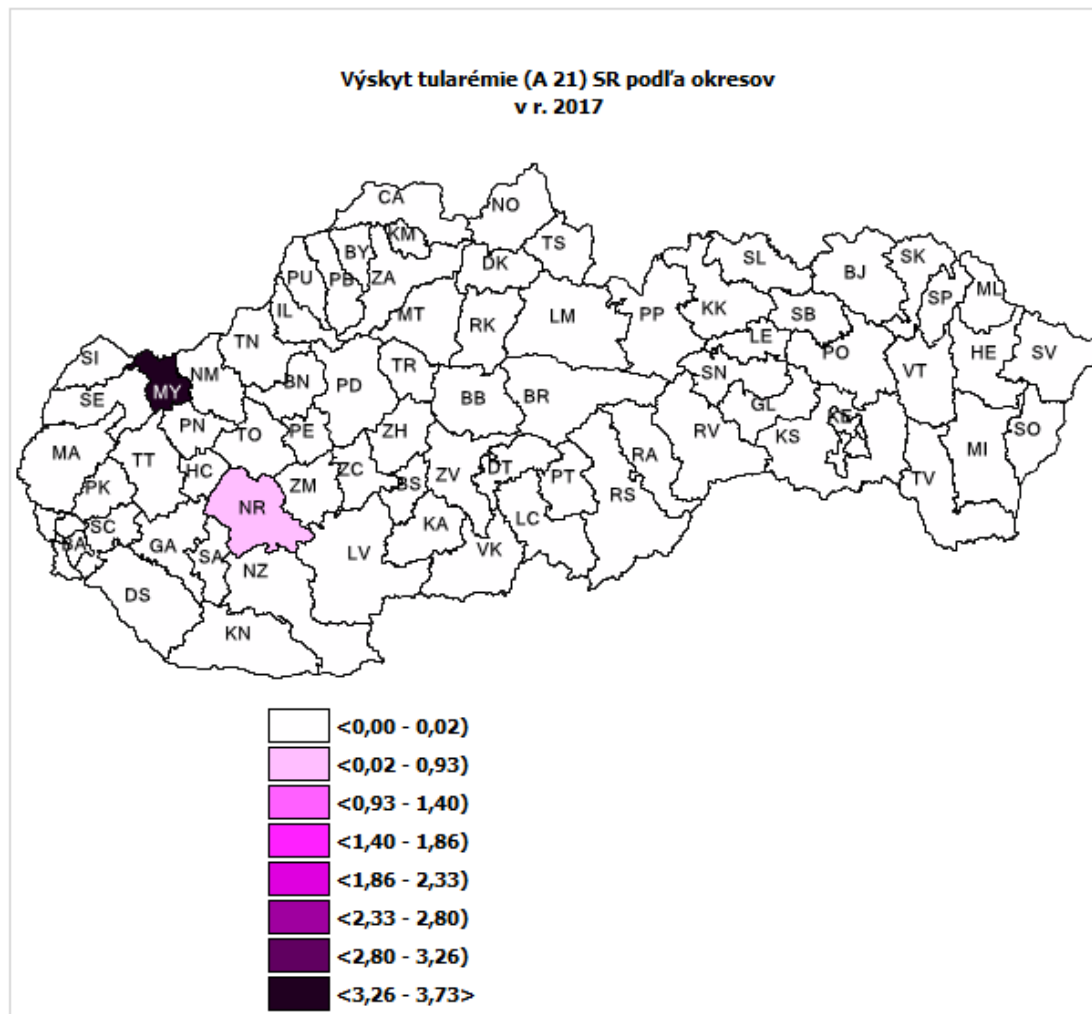 Výskyt tularémie (A 21) SR podľa okresov
v r. 2017
CA
NO
KM
TS
BY
DK
SL
BJ
SK
PU
PB
ZA
SP
ML
IL
MT
RK
LM
PP
KK
SB
TN
LE
SI
NM
PO
HE
SV
TR
SN
VT
MY
BN
PD
BB
BR
SE
GL
PN
TO
PE
ZH
RV
KS
KE
SO
MA
TT
HC
ZC
ZV
DT
PT
RA
MI
PK
ZM
BS
TV
NR
RS
SC
KA
LC
BA
GA
SA
LV
VK
NZ
DS
KN
<0,00 - 0,02)
<0,02 - 0,93)
<0,93 - 1,40)
<1,40 - 1,86)
<1,86 - 2,33)
<2,33 - 2,80)
<2,80 - 3,26)
<3,26 - 3,73>